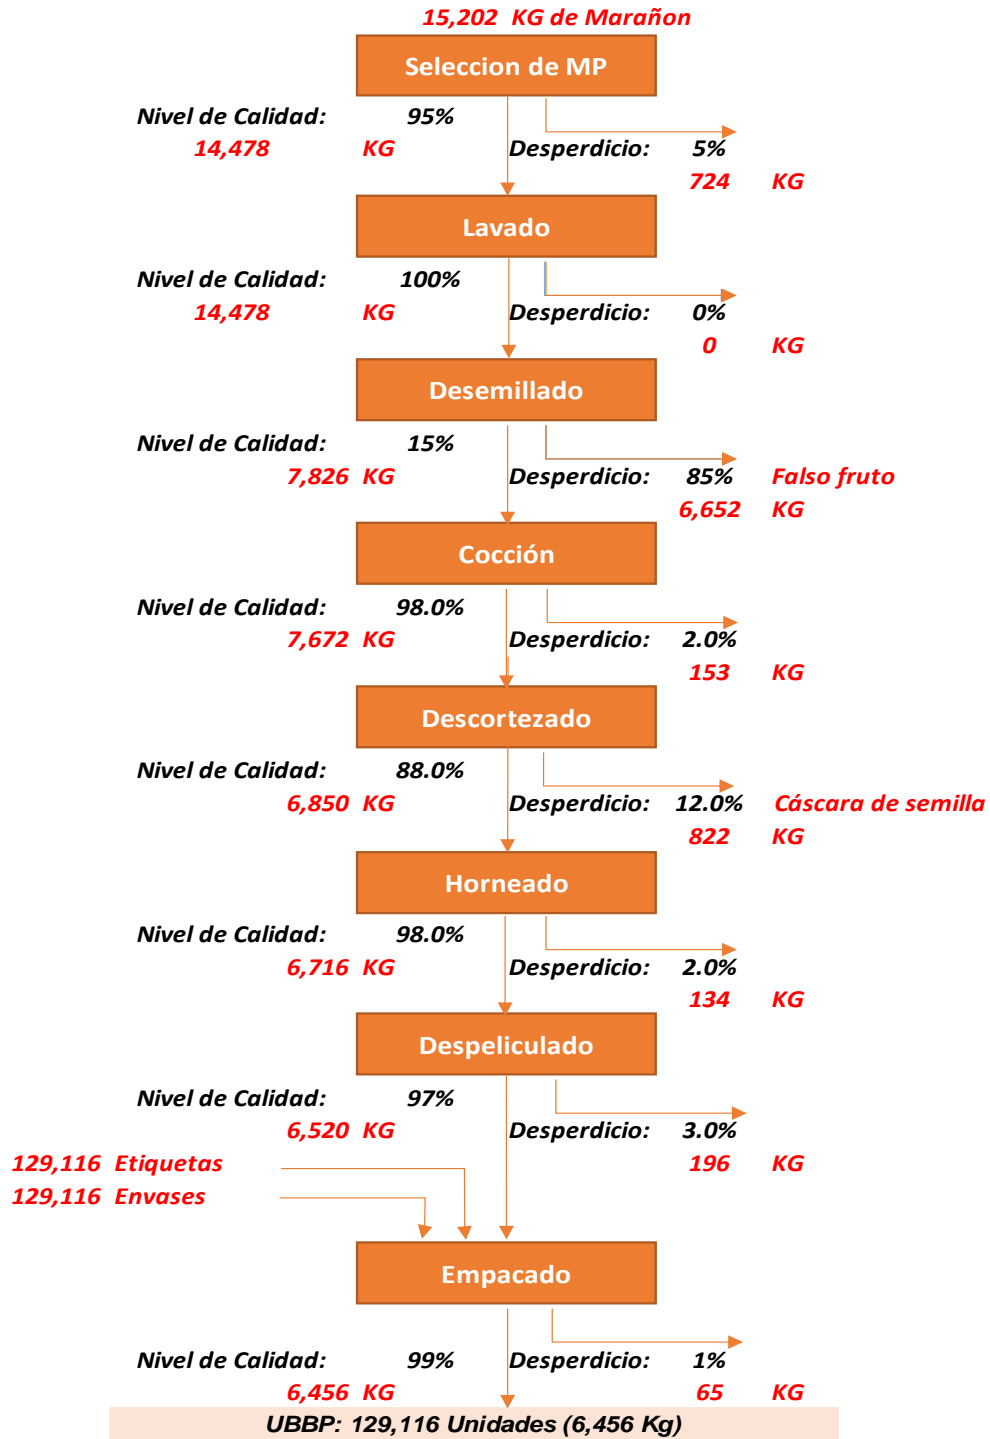 15,202 KG de Marañon
Seleccion de MP
Nivel de Calidad: 95%
14,478 KG Desperdicio: 5%
724 KG
Lavado
Nivel de Calidad: 100%
14,478 KG Desperdicio: 0%
0 KG
Desemillado
Nivel de Calidad: 15%
7,826 KG Desperdicio: 85% Falso fruto
6,652 KG
Cocción
Nivel de Calidad: 98.0%
7,672 KG Desperdicio: 2.0%
153 KG
Descortezado
Nivel de Calidad: 88.0%
6,850 KG Desperdicio: 12.0% Cáscara de semilla
822 KG
Horneado
Nivel de Calidad: 98.0%
6,716 KG Desperdicio: 2.0%
134 KG
Despeliculado
Nivel de Calidad: 97%
6,520 KG Desperdicio: 3.0%
129,116 Etiquetas 196 KG
129,116 Envases
Empacado
Nivel de Calidad: 99% Desperdicio: 1%
6,456 KG 65 KG
UBBP: 129,116 Unidades (6,456 Kg)